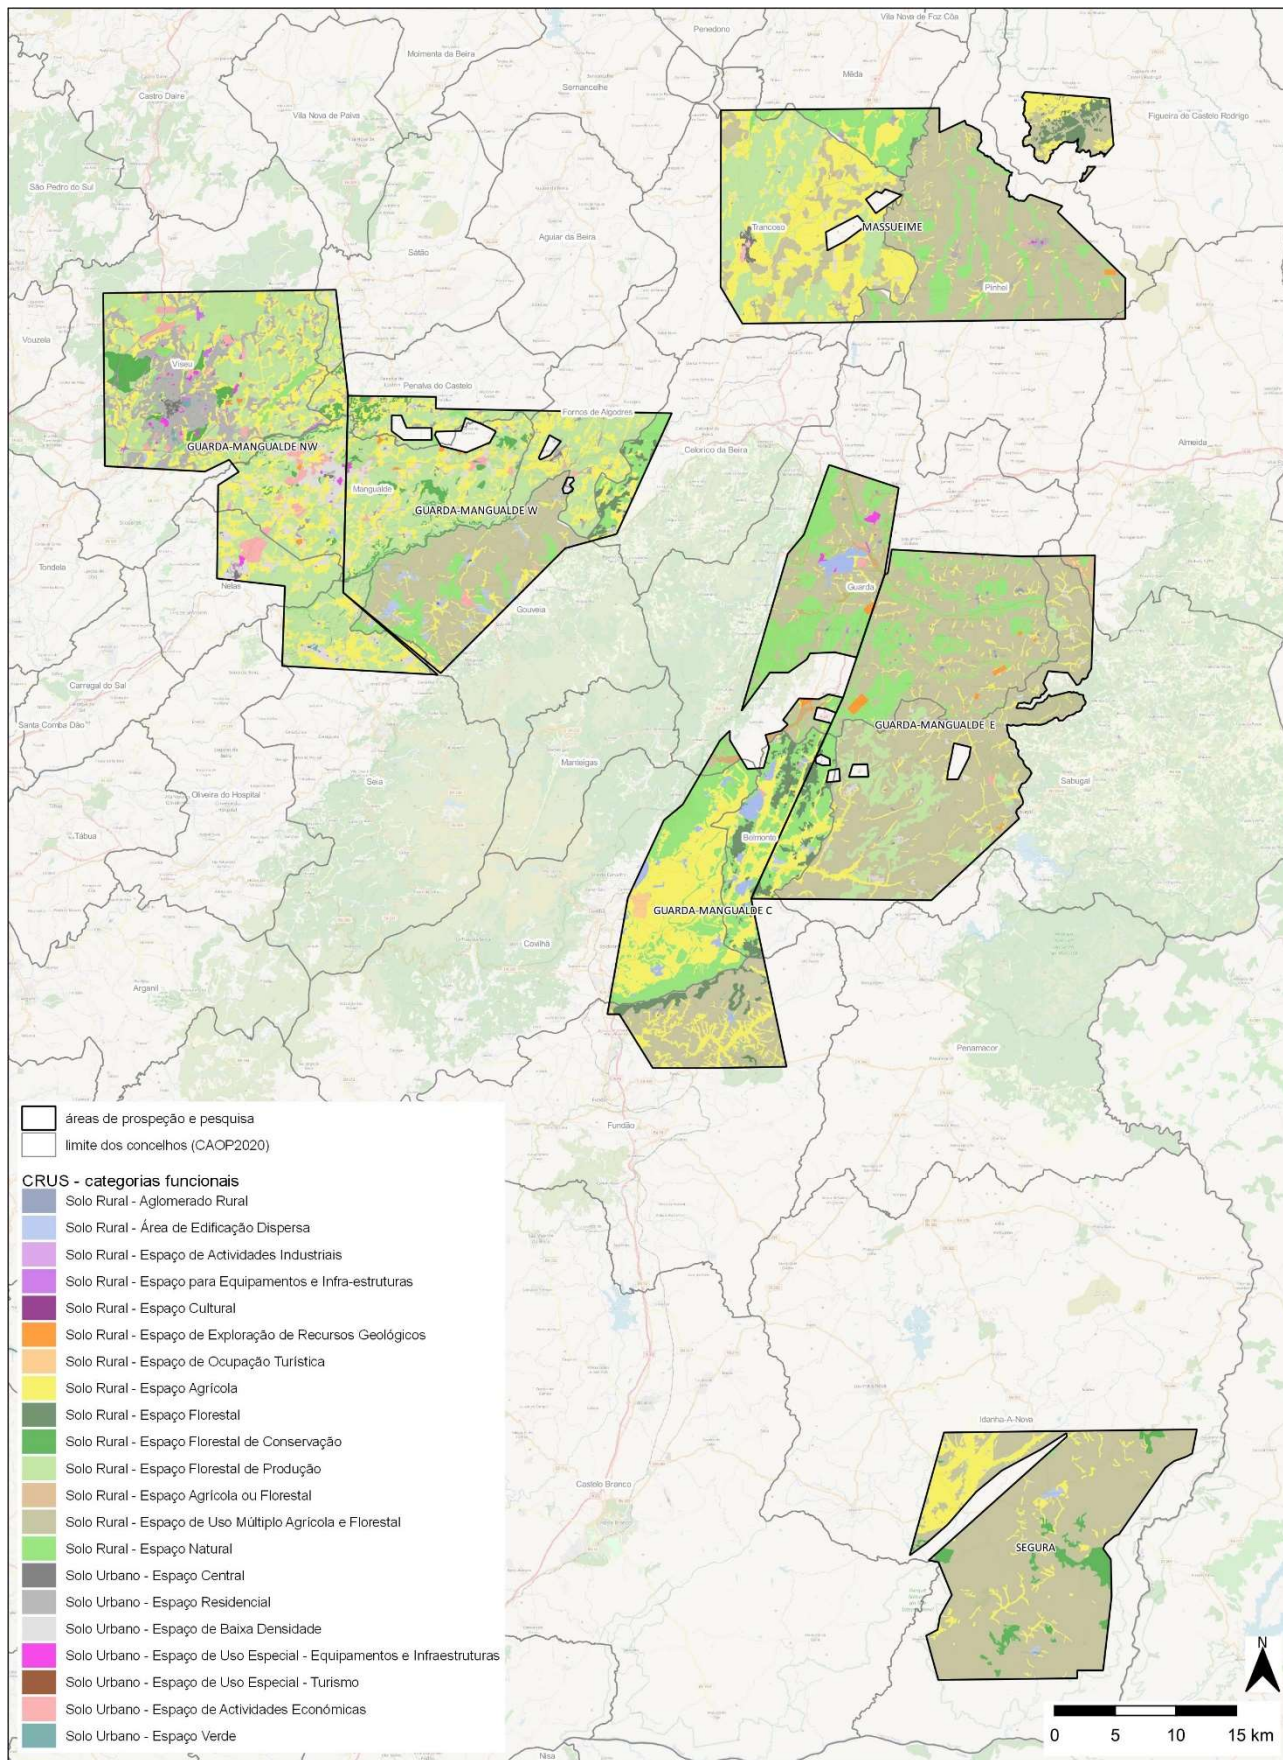 Vila Nova de Foz Côa
Penedono
Moimenta da Beira
Sernancelhe
Mêda
Castro Daire
Vila Nova de Paiva
Figueira de Castelo Rodrigo
São Pedro do Sul
Trancoso
MASSUEIME
Aguiar da Beira
Sátão
Pinhel
Vouzela
Viseu
Penalva do Castelo
Fornos de Algodres
GUARDA-MANGUALDE NW
Celorico da Beira
Almeida
Mangualde
GUARDA-MANGUALDE W
Tondela
Nelas
Guarda
Gouveia
Carregal do Sal
Santa Comba Dão
GUARDA-MANGUALDE E
Manteigas
Seia
Sabugal
Oliveira do Hospital
Tábua
Belmonte
GUARDA-MANGUALDE C
Covilhã
Arganil
Penamacor
Fundão
áreas de prospeção e pesquisa
limite dos concelhos (CAOP2020)
CRUS - categorias funcionais
Solo Rural - Aglomerado Rural
Solo Rural - Área de Edificação Dispersa
Solo Rural - Espaço de Actividades Industriais
Solo Rural - Espaço para Equipamentos e Infra-estruturas
Solo Rural - Espaço Cultural
Solo Rural - Espaço de Exploração de Recursos Geológicos
Solo Rural - Espaço de Ocupação Turística
Solo Rural - Espaço Agrícola
Solo Rural - Espaço Florestal
Solo Rural - Espaço Florestal de Conservação
Solo Rural - Espaço Florestal de Produção
Solo Rural - Espaço Agrícola ou Florestal
Solo Rural - Espaço de Uso Múltiplo Agrícola e Florestal
Solo Rural - Espaço Natural
Solo Urbano - Espaço Central
Solo Urbano - Espaço Residencial
Solo Urbano - Espaço de Baixa Densidade
Solo Urbano - Espaço de Uso Especial - Equipamentos e Infraestruturas
Solo Urbano - Espaço de Uso Especial - Turismo
Solo Urbano - Espaço de Actividades Económicas
Solo Urbano - Espaço Verde
Idanha-A-Nova
Castelo Branco
SEGURA
Nisa
N
0 5 10 15 km